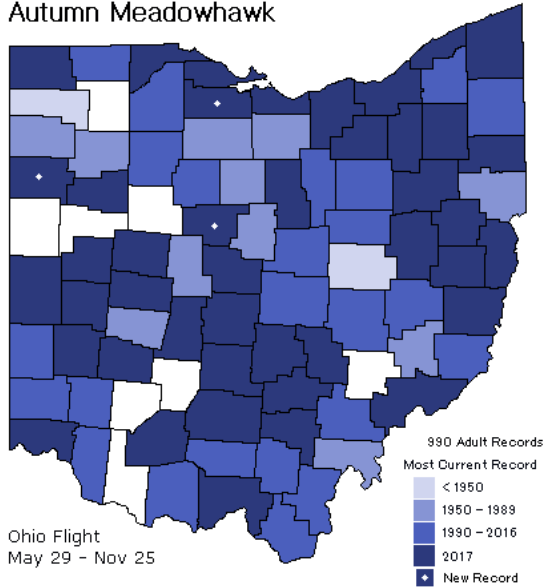 Autumn Meadowhawk
990 Adult Records
Most Current Record
< 1950
1950 - 1989
1990 - 2016
2017
New Record
Ohio Flight
May 29 - Nov 25